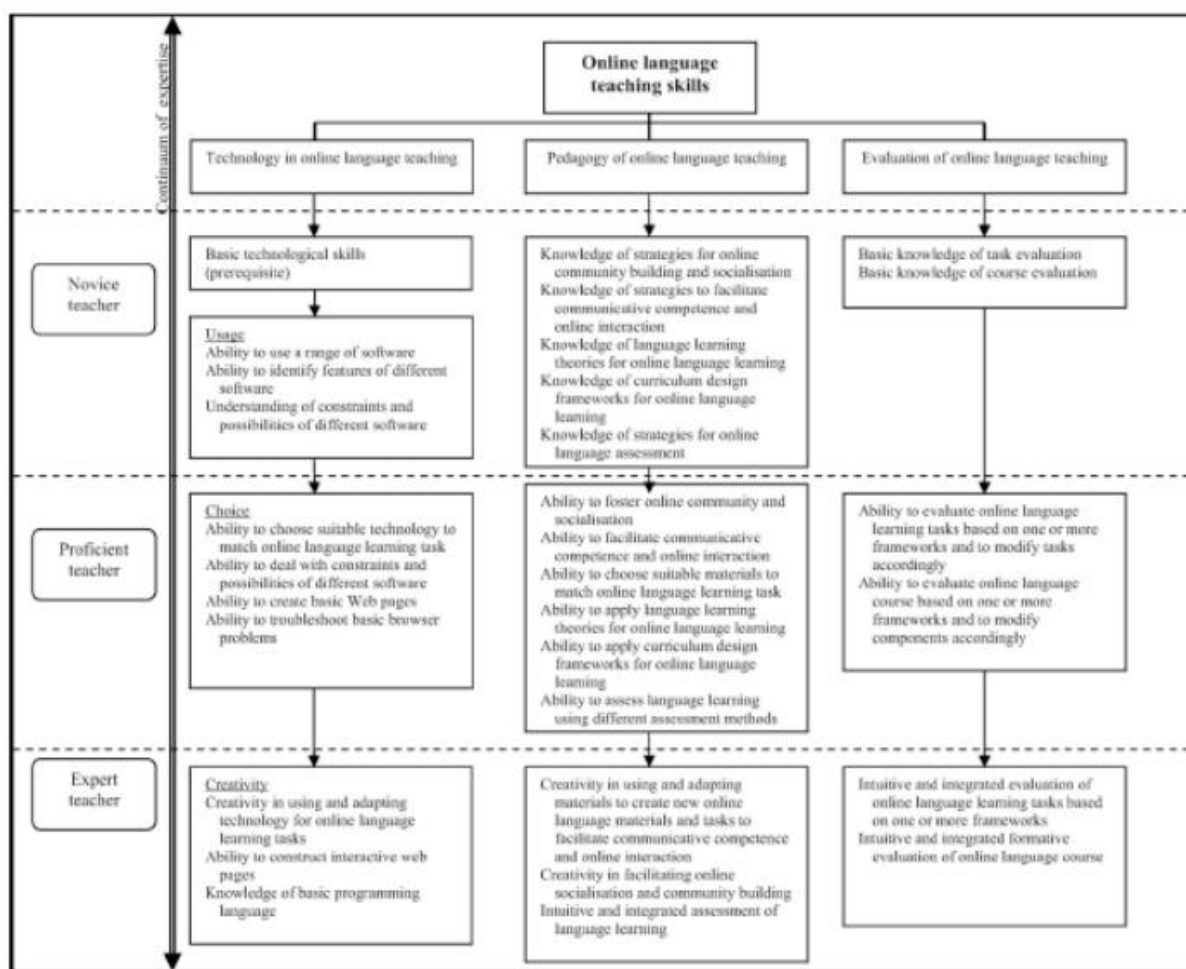 Continuum of expertise
Online language
teaching skills
Technology in online language teaching
Pedagogy of online language teaching
Evaluation of online language teaching
Novice
teacher
Basic technological skills
(prerequisite)
Usage
Ability to use a range of software
Ability to identify features of different
software
Understanding of constraints and
possibilities of different software
Knowledge of strategies for online
community building and socialisation
Knowledge of strategies to facilitate
communicative competence and
online interaction
Knowledge of language learning
theories for online language learning
Knowledge of curriculum design
frameworks for online language
learning
Knowledge of strategies for online
language assessment
Basic knowledge of task evaluation
Basic knowledge of course evaluation
Proficient
teacher
Choice
Ability to choose suitable technology to
match online language learning task
Ability to deal with constraints and
possibilities of different software
Ability to create basic Web pages
Ability to troubleshoot basic browser
problems
Ability to foster online community and
socialisation
Ability to facilitate communicative
competence and online interaction
Ability to choose suitable materials to
match online language learning task
Ability to apply language learning
theories for online language learning
Ability to apply curriculum design
frameworks for online language
learning
Ability to assess language learning
using different assessment methods
Ability to evaluate online language
learning tasks based on one or more
frameworks and to modify tasks
accordingly
Ability to evaluate online language
course based on one or more
frameworks and to modify
components accordingly
Expert
teacher
Creativity
Creativity in using and adapting
technology for online language
learning tasks
Ability to construct interactive web
pages
Knowledge of basic programming
language
Creativity in using and adapting
materials to create new online
language materials and tasks to
facilitate communicative competence
and online interaction
Creativity in facilitating online
socialisation and community building
Intuitive and integrated assessment of
language learning
Intuitive and integrated evaluation of
online language learning tasks based
on one or more frameworks
Intuitive and integrated formative
evaluation of online language course